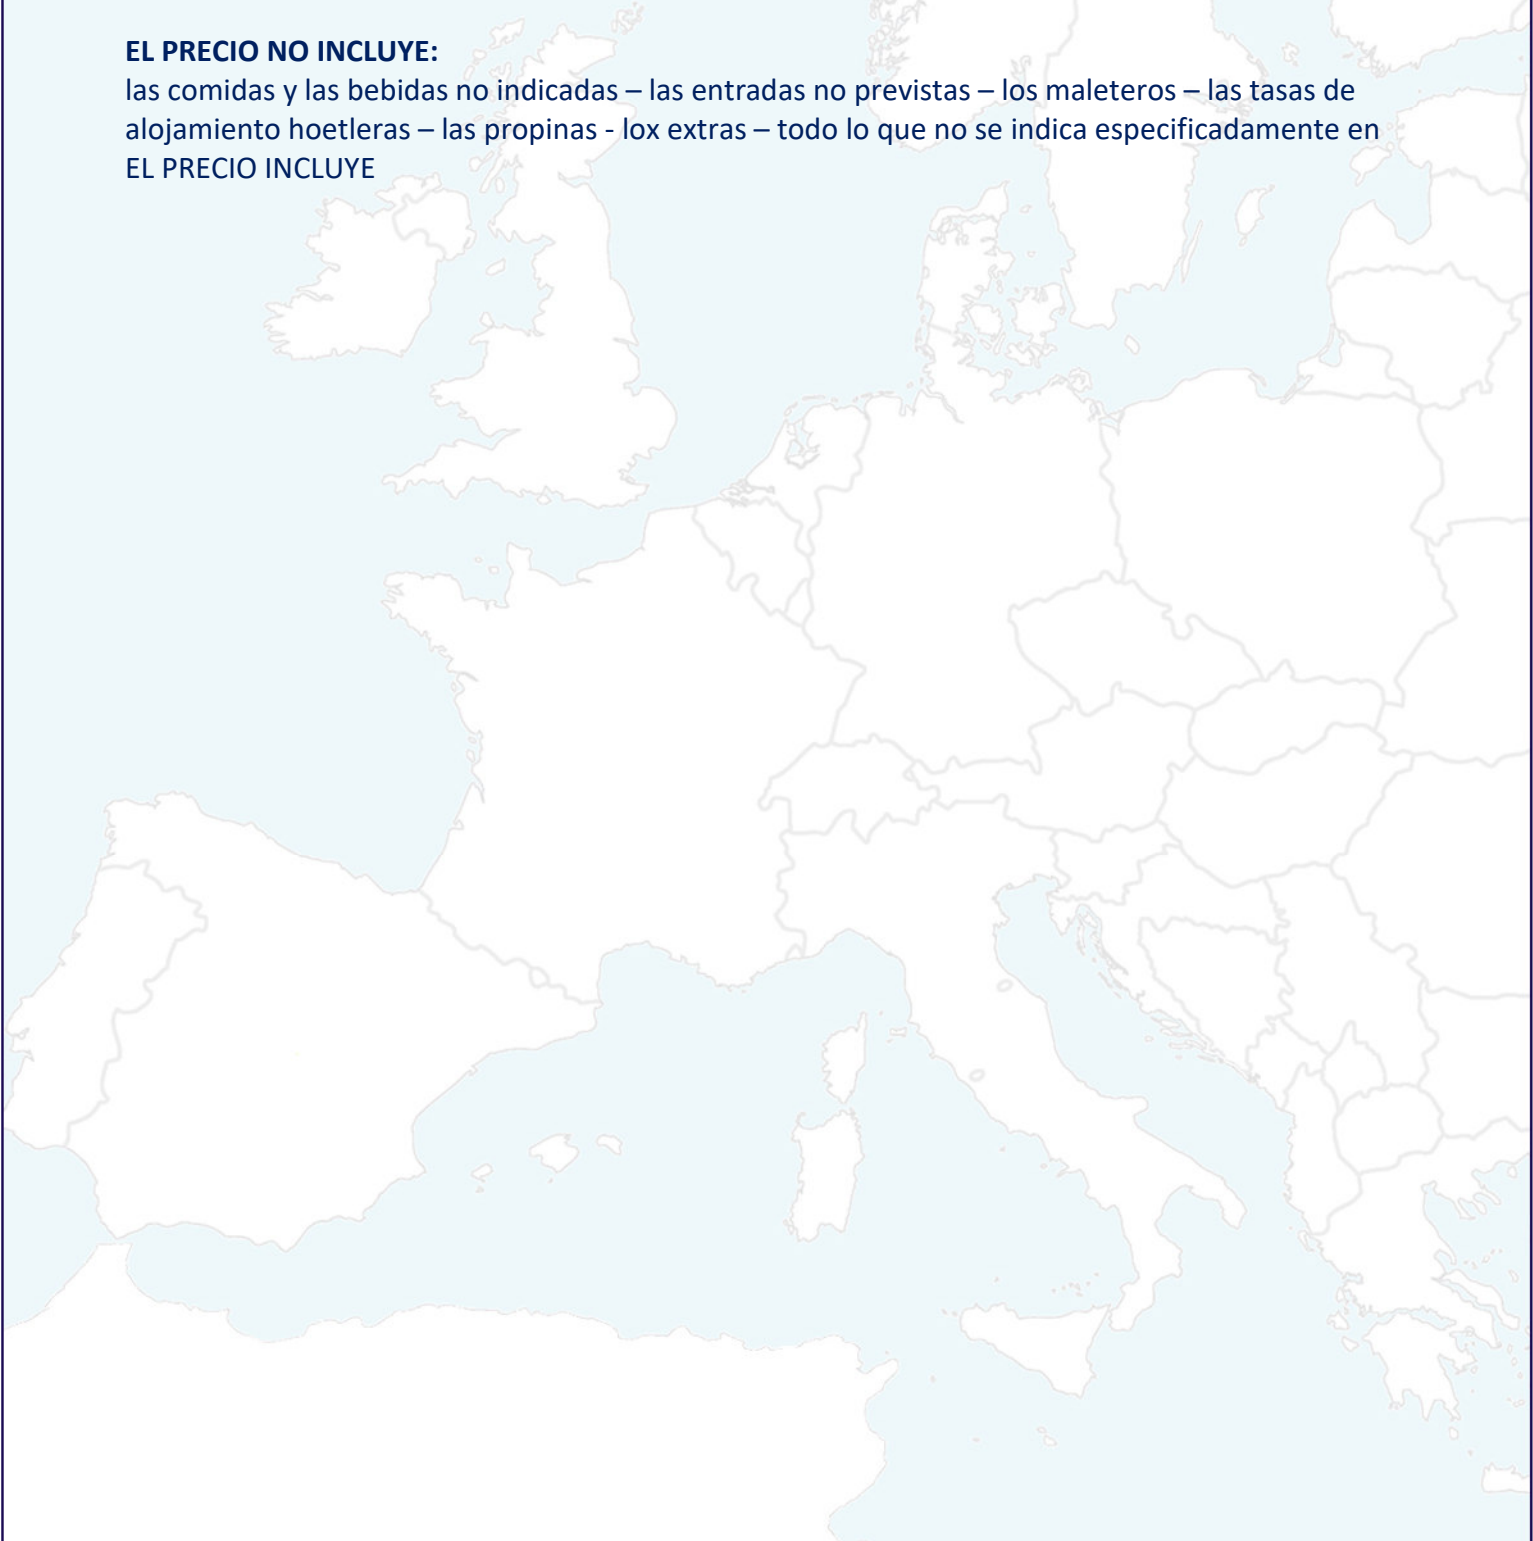 EL PRECIO NO INCLUYE:
las comidas y las bebidas no indicadas – las entradas no previstas – los maleteros – las tasas de
alojamiento hoetleras – las propinas - lox extras – todo lo que no se indica especificadamente en
EL PRECIO INCLUYE